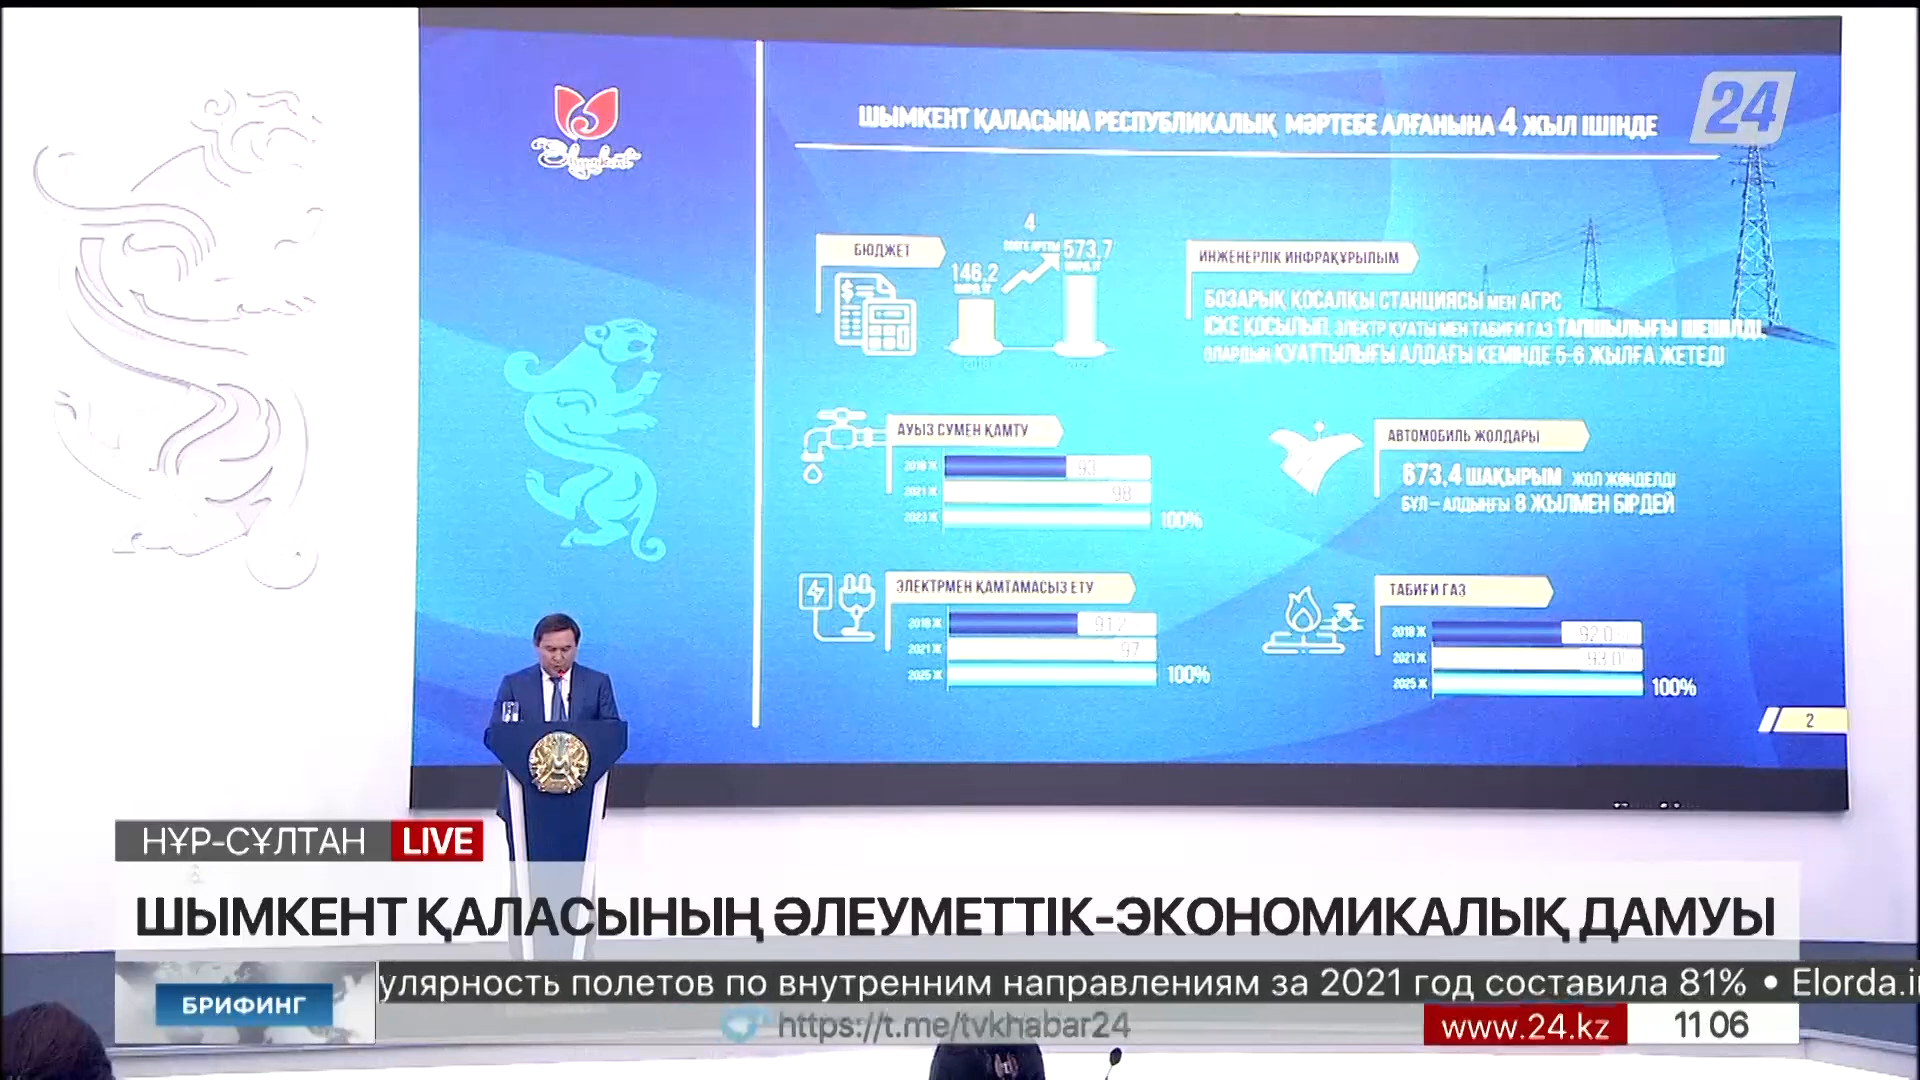 24
Shymkent
ШЫМКЕНТ ҚАЛАСЫНА РЕСПУБЛИКАЛЫҚ МӘРТЕБЕ АЛҒАНЫНА 4 ЖЫЛ ІШІНДЕ
БЮДЖЕТ
4
146,2
573,7
ИНЖЕНЕРЛІК ИНФРАҚҰРЫЛЫМ
БОЗАРЫҚ ҚОСАЛҚЫ СТАНЦИЯСЫ МЕН АГРС
ІСКЕ ҚОСЫЛЫП, ЭЛЕКТР ҚУАТЫ МЕН ТАБИҒИ ГАЗ ТАПШЫЛЫҒЫ ШЕШІЛДІ,
ОЛАРДЫҢ ҚУАТТЫЛЫҒЫ АЛДАҒЫ КЕМІНДЕ 5-6 ЖЫЛҒА ЖЕТЕДІ
АУЫЗ СУМЕН ҚАМТУ
2018 Ж
93
2021 Ж
98
2023 Ж
100%
АВТОМОБИЛЬ ЖОЛДАРЫ
673,4 ШАҚЫРЫМ ЖОЛ ЖӨНДЕЛДІ
БҰЛ – АЛДЫҢҒЫ 8 ЖЫЛМЕН БІРДЕЙ
ЭЛЕКТРМЕН ҚАМТАМАСЫЗ ЕТУ
2018 Ж
91,2
2021 Ж
97
2025 Ж
100%
ТАБИҒИ ГАЗ
2018 Ж
92.0
2021 Ж
93.0
2025 Ж
100%
2
НҰР-СҰЛТАН LIVE
ШЫМКЕНТ ҚАЛАСЫНЫҢ ӘЛЕУМЕТТІК-ЭКОНОМИКАЛЫҚ ДАМУЫ
БРИФИНГ
улярность полетов по внутренним направлениям за 2021 год составила 81% • Elorda.i
https://t.me/tvkhabar24
www.24.kz
11 06